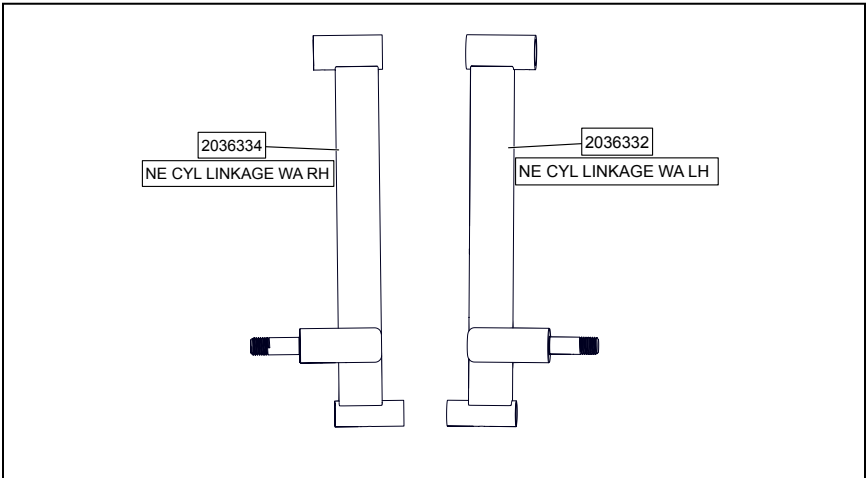 2036334
NE CYL LINKAGE WA RH
2036332
NE CYL LINKAGE WA LH